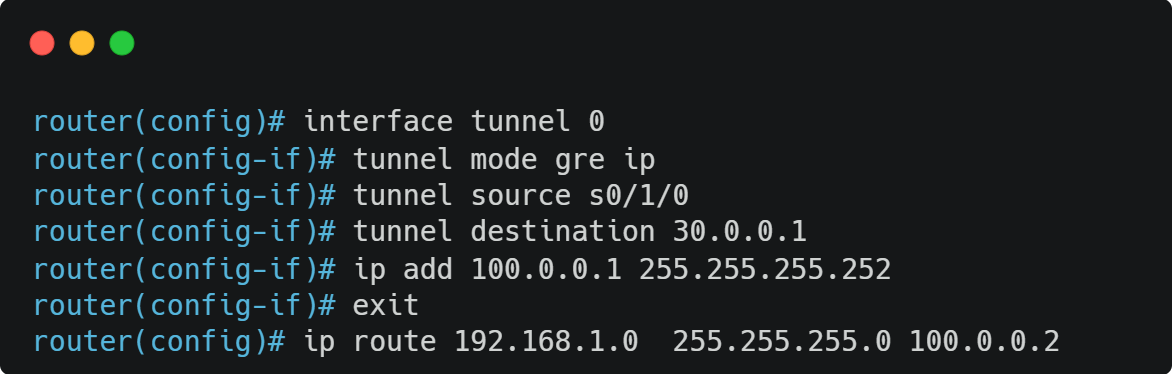 router(config)# interface tunnel 0
router(config-if)# tunnel mode gre ip
router(config-if)# tunnel source s0/1/0
router(config-if)# tunnel destination 30.0.0.1
router(config-if)# ip add 100.0.0.1 255.255.255.252
router(config-if)# exit
router(config)# ip route 192.168.1.0  255.255.255.0 100.0.0.2